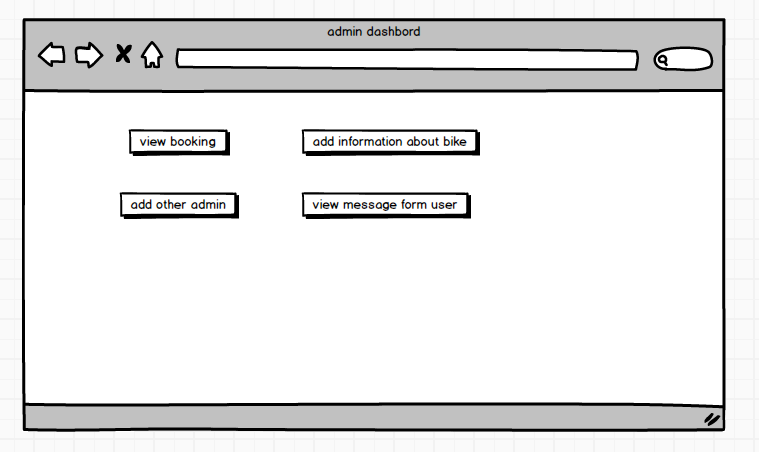 admin dashbord
view booking
add information about bike
add other admin
view message form user